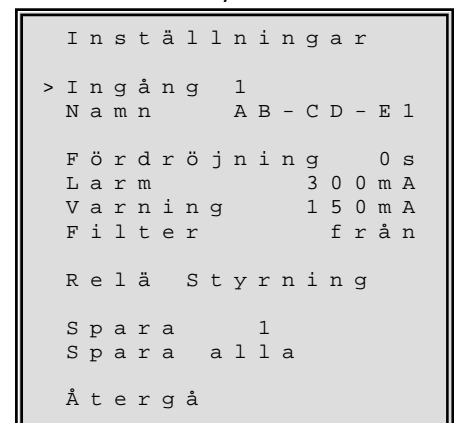 Inställningar
> Ingång 1
Namn AB-CD-E1
Fördröjning 0s
Larm 300mA
Varning 150mA
Filter från
Relä Styrning
Spara 1
Spara alla
Återgå